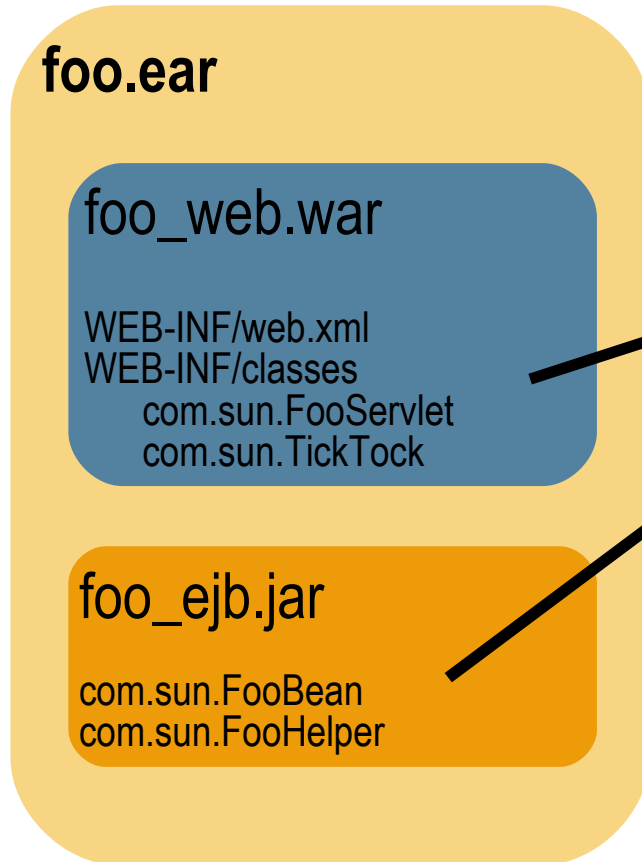 foo.ear
foo_web.war
WEB-INF/web.xml
WEB-INF/classes
com.sun.FooServlet
com.sun.TickTock
foo_ejb.jar
com.sun.FooBean
com.sun.FooHelper